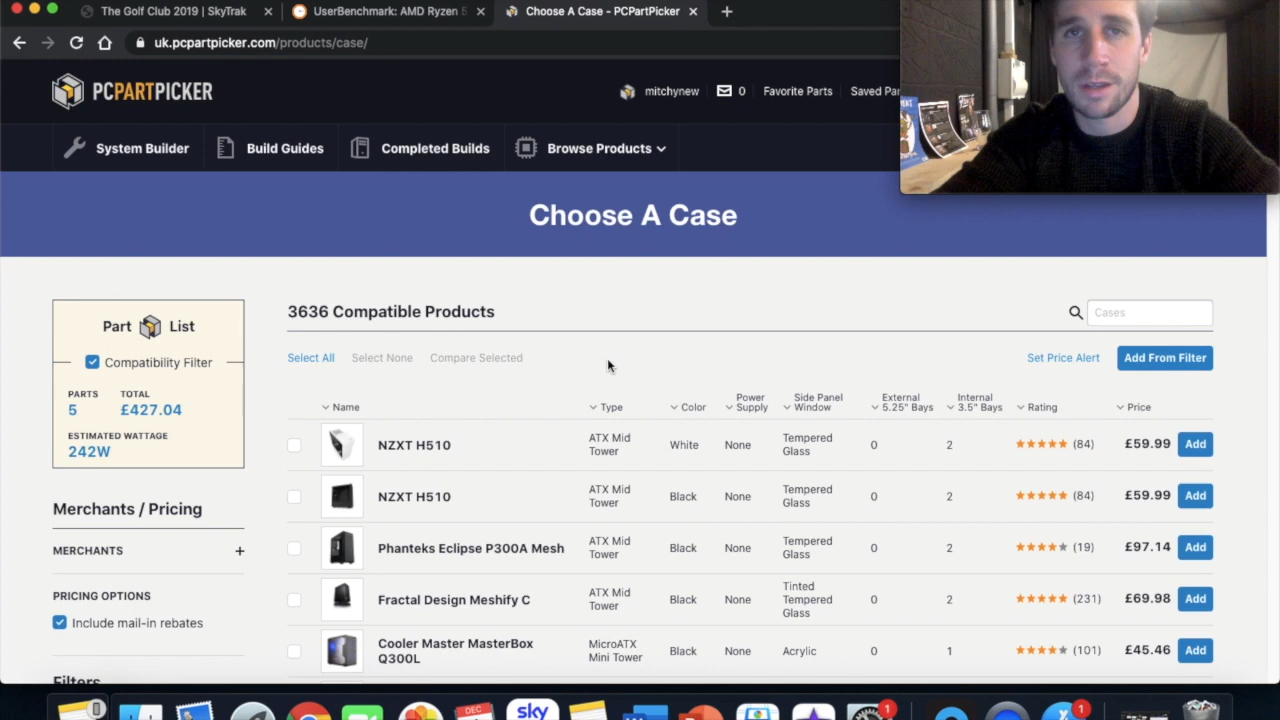 The Golf Club 2019 | SkyTrak
UserBenchmark: AMD Ryzen 5
Choose A Case - PCPartPicker
uk.pcpartpicker.com/products/case/
PCPARTPICKER
mitchynew
0
Favorite Parts
Saved Par
System Builder
Build Guides
Completed Builds
Browse Products
Choose A Case
Part List
Compatibility Filter
PARTS TOTAL
5 £427.04
ESTIMATED WATTAGE
242W
Merchants / Pricing
MERCHANTS +
PRICING OPTIONS
Include mail-in rebates
Filters
3636 Compatible Products
Cases
Select All Select None Compare Selected
Set Price Alert Add From Filter
Name Type Color Power Supply Side Panel Window External 5.25" Bays Internal 3.5" Bays Rating Price
NZXT H510 ATX Mid Tower White None Tempered Glass 0 2 (84) £59.99 Add
NZXT H510 ATX Mid Tower Black None Tempered Glass 0 2 (84) £59.99 Add
Phanteks Eclipse P300A Mesh ATX Mid Tower Black None Tempered Glass 0 2 (19) £97.14 Add
Fractal Design Meshify C ATX Mid Tower Black None Tinted Tempered Glass 0 2 (231) £69.98 Add
Cooler Master MasterBox Q300L MicroATX Mini Tower Black None Acrylic 0 1 (101) £45.46 Add
DEC
sky
1
1